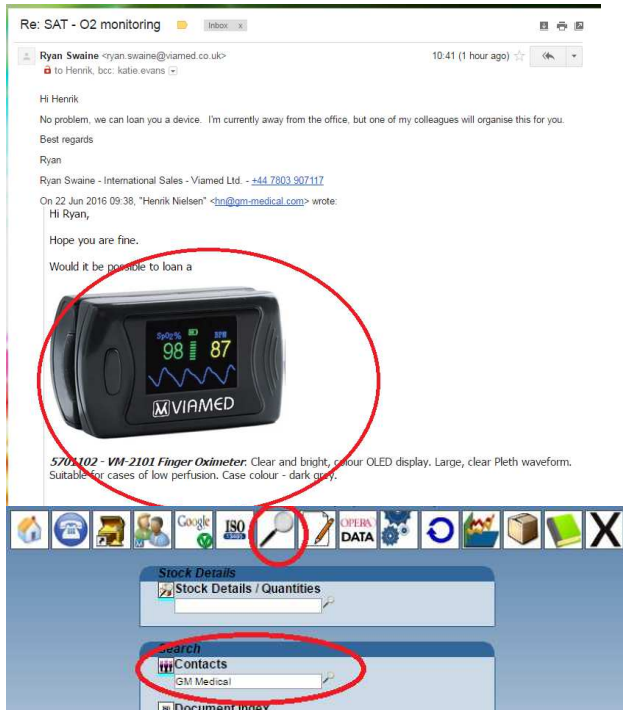 Re: SAT - O2 monitoring Inbox x
Ryan Swaine <ryan.swaine@viamed.co.uk> 10:41 (1 hour ago)
to Henrik, bcc: katie.evans
Hi Henrik
No problem, we can loan you a device. I'm currently away from the office, but one of my colleagues will organise this for you.
Best regards
Ryan
Ryan Swaine - International Sales - Viamed Ltd. - +44 7803 907117
On 22 Jun 2016 09:38, "Henrik Nielsen" <hn@gm-medical.com> wrote:
Hi Ryan,
Hope you are fine.
Would it be possible to loan a
SpO2% BPM
98 87
VIAMED
5701102 - VM-2101 Finger Oximeter. Clear and bright, colour OLED display. Large, clear Pleth waveform.
Suitable for cases of low perfusion. Case colour - dark grey.
Google ISO OPERA
DATA X
Stock Details
Stock Details / Quantities
Search
Contacts
GM Medical
Document Index